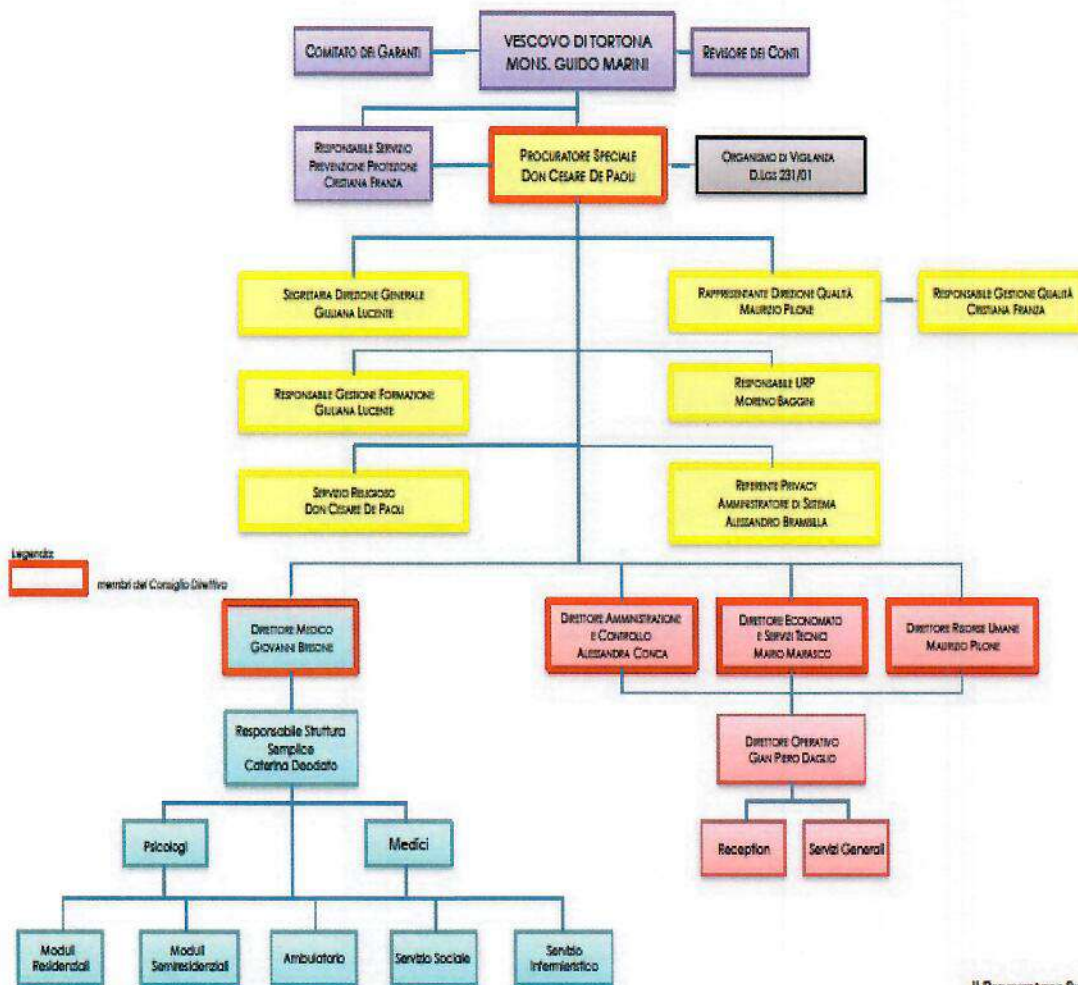 COMITATO DEI GARANTI
VESCOVO DI TORTONA
MONS. GUIDO MARINI
REVISORE DEI CONTI
RESPONSABILE SERVIZIO
PREVENZIONE PROTEZIONE
CRISTIANA FRANZA
PROCURATORE SPECIALE
DON CESARE DE PAOLI
ORGANISMO DI VIGILANZA
D.LGS 231/01
SEGRETARIA DIREZIONE GENERALE
GIULIANA LUCENTE
RAPPRESENTANTE DIREZIONE QUALITÀ
MAURIZIO PILONE
RESPONSABILE GESTIONE QUALITÀ
CRISTIANA FRANZA
RESPONSABILE GESTIONE FORMAZIONE
GIULIANA LUCENTE
RESPONSABILE URP
MORENO BAGGINI
SERVIZIO RELIGIOSO
DON CESARE DE PAOLI
REFERENTE PRIVACY
AMMINISTRATORE DI SISTEMA
ALESSANDRO BRAMBILLA
Legenda:
membri del Consiglio Direttivo
DIRETTORE MEDICO
GIOVANNI
DIRETTORE AMMINISTRAZIONE
E CONTROLLO
ALESSANDRA CONCA
DIRETTORE ECONOMATO
E SERVIZI TECNICI
MARIO MARASCO
DIRETTORE RISORSE UMANE
MAURIZIO PILONE
Responsabile Struttura
Semplice
Caterina Deodato
DIRETTORE OPERATIVO
GIAN PIERO DAGLIO
Psicologi
Medici
Reception
Servizi Generali
Moduli
Residenziali
Moduli
Semiresidenziali
Ambulatorio
Servizio Sociale
Servizio
Infermieristico